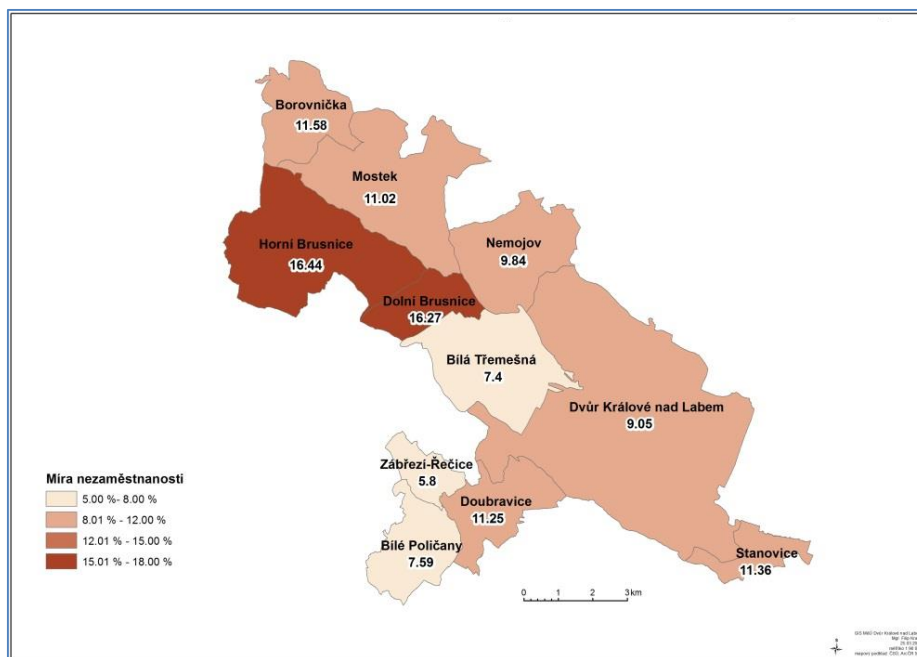 Borovnička
11.58
Mostek
11.02
Horní Brusnice
16.44
Nemojov
9.84
Dolní Brusnice
16.27
Bílá Třemešná
7.4
Dvůr Králové nad Labem
9.05
Zábřezí-Řečice
5.8
Doubravice
11.25
Bílé Poličany
7.59
Stanovice
11.36
Míra nezaměstnanosti
5.00 %- 8.00 %
8.01 % - 12.00 %
12.01 % - 15.00 %
15.01 % - 18.00 %
0 1 2 3 km